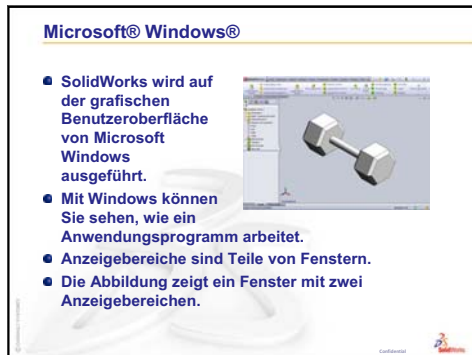 Microsoft® Windows®
SolidWorks wird auf
der grafischen
Benutzeroberfläche
von Microsoft
Windows
ausgeführt.
Mit Windows können
Sie sehen, wie ein
Anwendungsprogramm arbeitet.
Anzeigebereiche sind Teile von Fenstern.
Die Abbildung zeigt ein Fenster mit zwei
Anzeigebereichen.
Confidential
SolidWorks